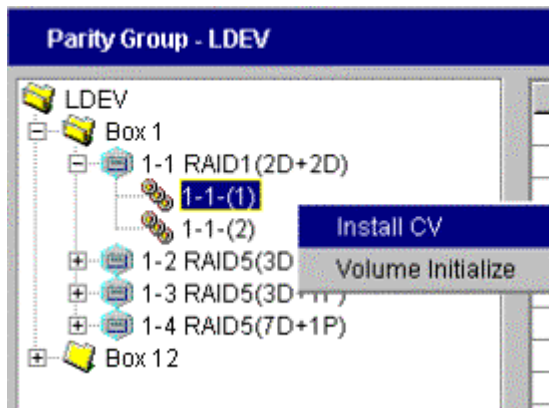 Parity Group - LDEV
LDEV
Box 1
1-1 RAID1(2D+2D)
1-1-(1)
1-1-(2)
Install CV
Volume Initialize
1-2 RAID5(3D
1-3 RAID5(3D+1P)
1-4 RAID5(7D+1P)
Box 12